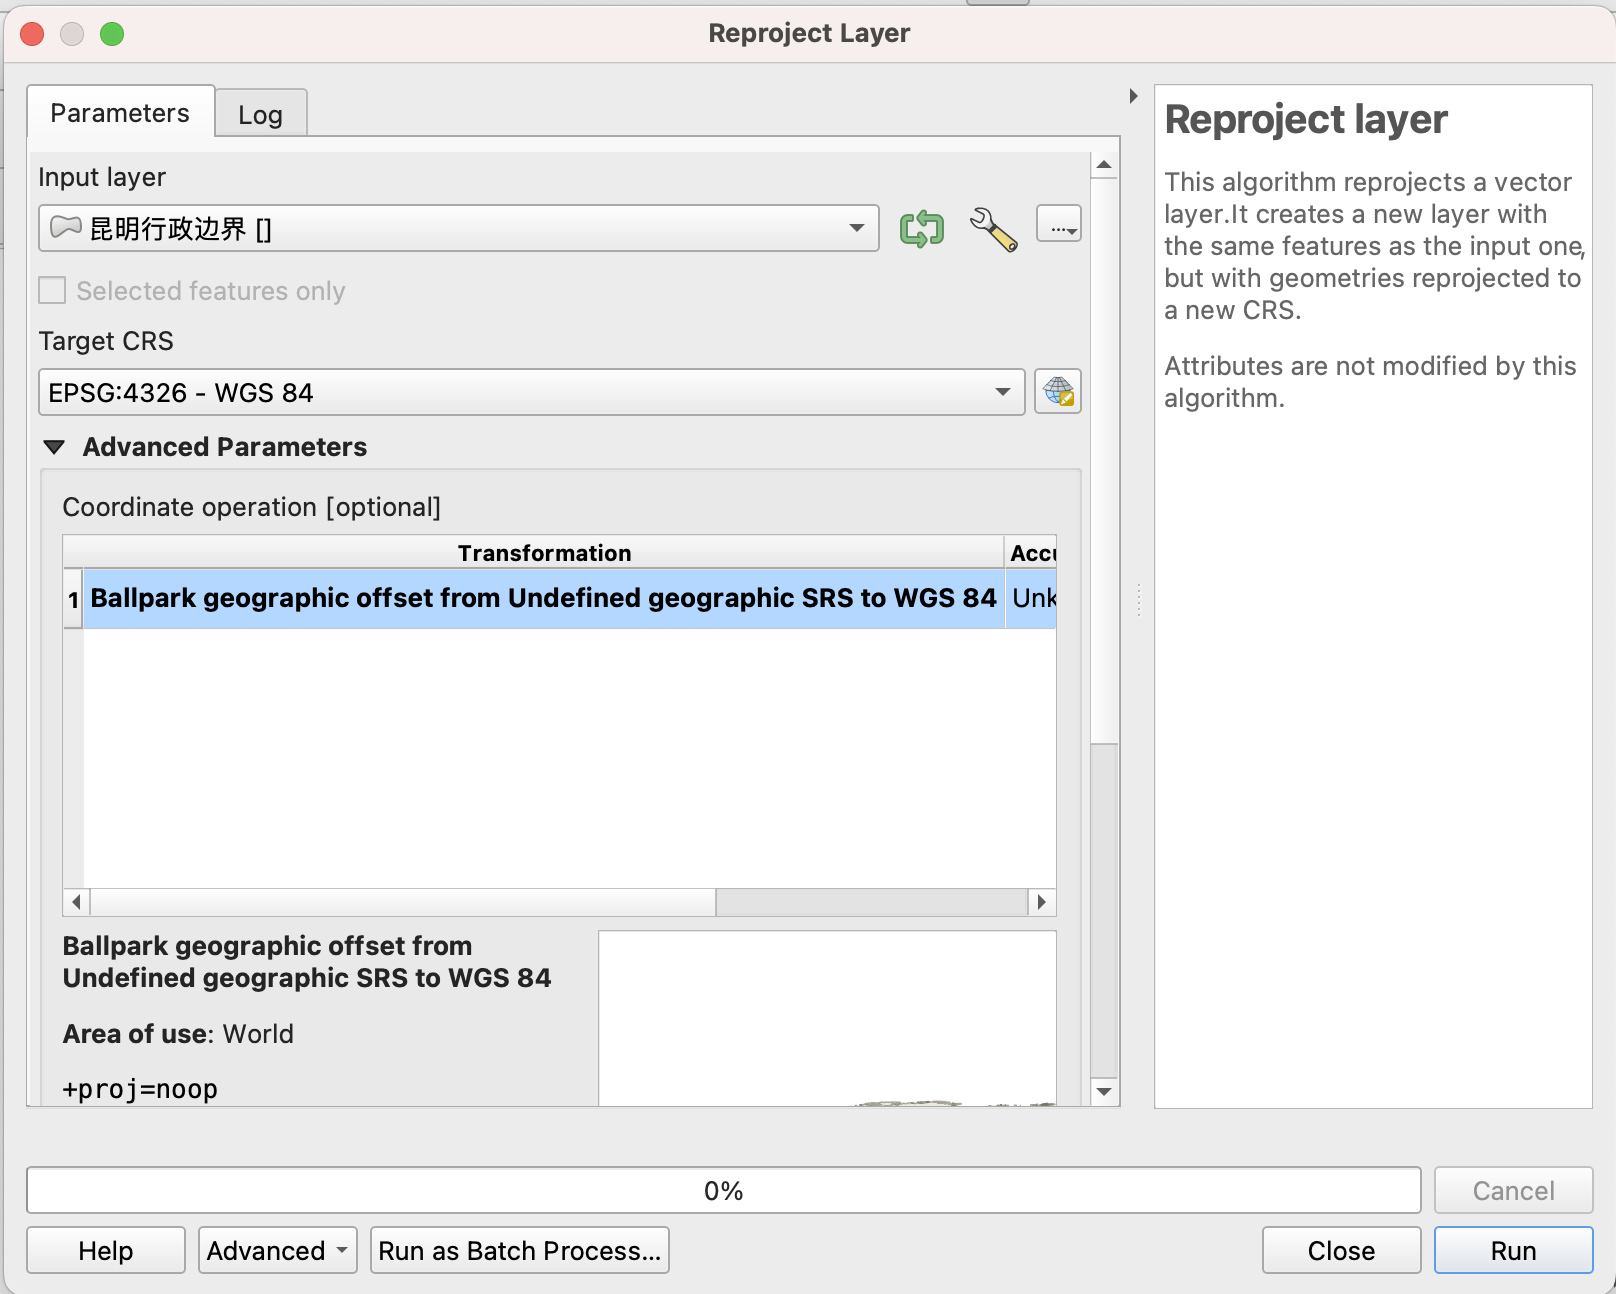 Reproject Layer
Parameters
Log
Input layer
昆明行政边界 []
...
Selected features only
Target CRS
EPSG:4326 - WGS 84
Advanced Parameters
Coordinate operation [optional]
Transformation
Accu
1
Ballpark geographic offset from Undefined geographic SRS to WGS 84
Unk
Ballpark geographic offset from
Undefined geographic SRS to WGS 84
Area of use: World
+proj=noop
Reproject layer
This algorithm reprojects a vector
layer.It creates a new layer with
the same features as the input one,
but with geometries reprojected to
a new CRS.
Attributes are not modified by this
algorithm.
0%
Cancel
Help
Advanced
Run as Batch Process...
Close
Run